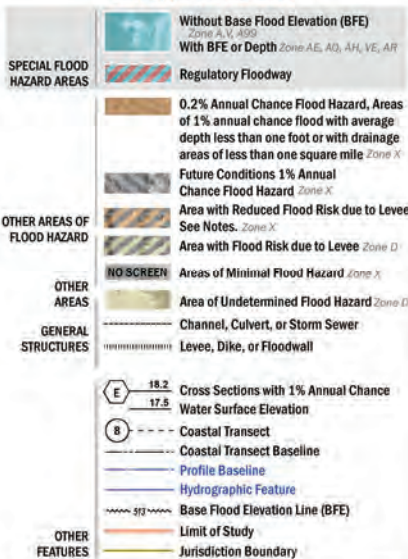 Without Base Flood Elevation (BFE)
Zone A, V, A99
With BFE or Depth Zone AE, AO, AH, VE, AR
SPECIAL FLOOD
HAZARD AREAS
Regulatory Floodway
0.2% Annual Chance Flood Hazard, Areas
of 1% annual chance flood with average
depth less than one foot or with drainage
areas of less than one square mile Zone X
Future Conditions 1% Annual
Chance Flood Hazard Zone X
Area with Reduced Flood Risk due to Levee
See Notes. Zone X
OTHER AREAS OF
FLOOD HAZARD
Area with Flood Risk due to Levee Zone D
NO SCREEN Areas of Minimal Flood Hazard Zone X
OTHER
AREAS
Area of Undetermined Flood Hazard Zone D
GENERAL
STRUCTURES
Channel, Culvert, or Storm Sewer
Levee, Dike, or Floodwall
E 18.2 Cross Sections with 1% Annual Chance
17.5 Water Surface Elevation
8 Coastal Transect
Coastal Transect Baseline
Profile Baseline
Hydrographic Feature
513 Base Flood Elevation Line (BFE)
OTHER
FEATURES
Limit of Study
Jurisdiction Boundary